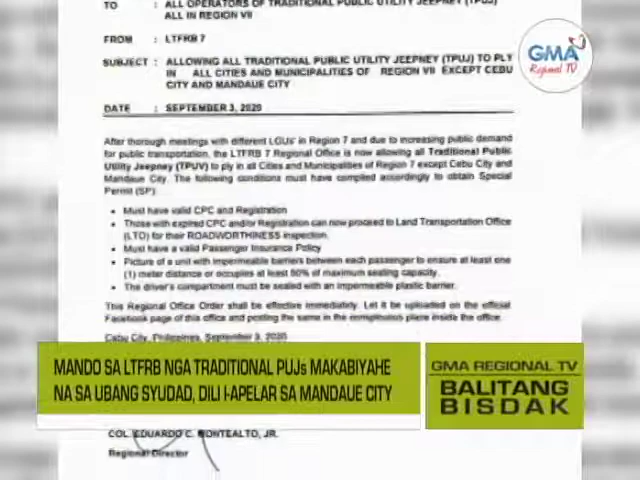 TO : ALL OPERATORS OF TRADITIONAL PUBLIC UTILITY JEEPNEY (TPUJ)
ALL IN REGION VII
FROM : LTFRB 7
SUBJECT : ALLOWING ALL TRADITIONAL PUBLIC UTILITY JEEPNEY (TPUJ) TO PLY
IN ALL CITIES AND MUNICIPALITIES OF REGION VII EXCEPT CEBU
CITY AND MANDAUE CITY
DATE : SEPTEMBER 3, 2020
GMA
Regional TV
After thorough meetings with different LGUs' in Region 7 and due to increasing public demand
for public transportation, the LTFRB 7 Regional Office is now allowing all Traditional Public
Utility Jeepney (TPUV) to ply in all Cities and Municipalities of Region 7 except Cebu City and
Mandaue City. The following conditions must have complied accordingly to obtain Special
Permit (SP):
• Must have valid CPC and Registration
• Those with expired CPC and/or Registration can now proceed to Land Transportation Office
(LTO) for their ROADWORTHINESS inspection.
• Must have a valid Passenger Insurance Policy
• Picture of a unit with impermeable barriers between each passenger to ensure at least one
(1) meter distance or occupies at least 50% of maximum seating capacity.
• The driver's compartment must be sealed with an impermeable plastic barrier.
This Regional Office Order shall be effective immediately. Let it be uploaded on the official
Facebook page of this office and posting the same in the conspicuous place inside the office.
Cebu City, Philippines, September 3, 2020
MANDO SA LTFRB NGA TRADITIONAL PUJs MAKABIYAHE
NA SA UBANG SYUDAD, DILI I-APELAR SA MANDAUE CITY
GMA REGIONAL TV
BALITANG
BISDAK
COL. EDUARDO C. MONTEALTO, JR.
Regional Director